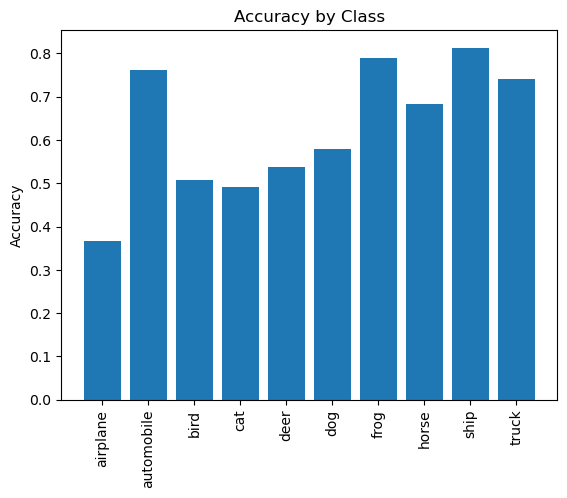 Accuracy by Class
Accuracy
0.8
0.7
0.6
0.5
0.4
0.3
0.2
0.1
0.0
airplane
automobile
bird
cat
deer
dog
frog
horse
ship
truck